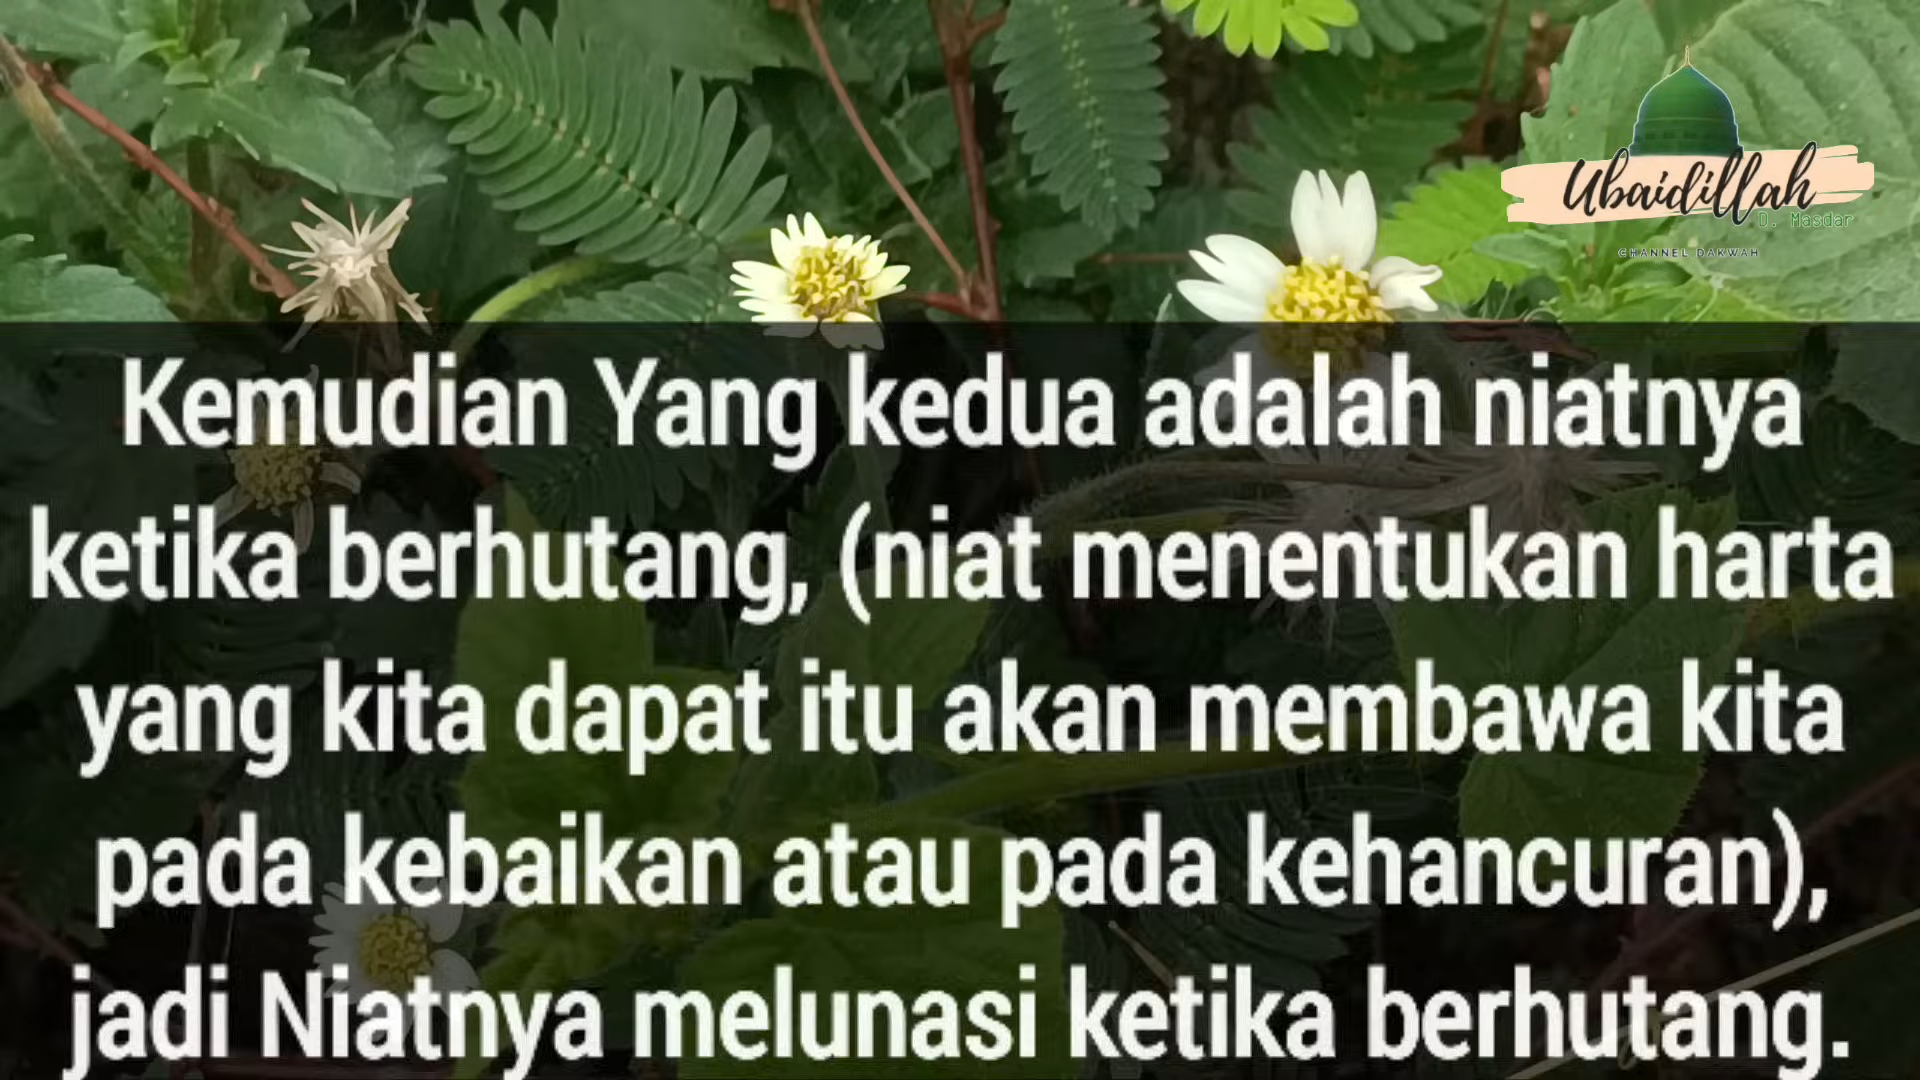 Ubaidillah
D. Masdar
CHANNEL DAKWAH
Kemudian Yang kedua adalah niatnya
ketika berhutang, (niat menentukan harta
yang kita dapat itu akan membawa kita
pada kebaikan atau pada kehancuran),
jadi Niatnya melunasi ketika berhutang.